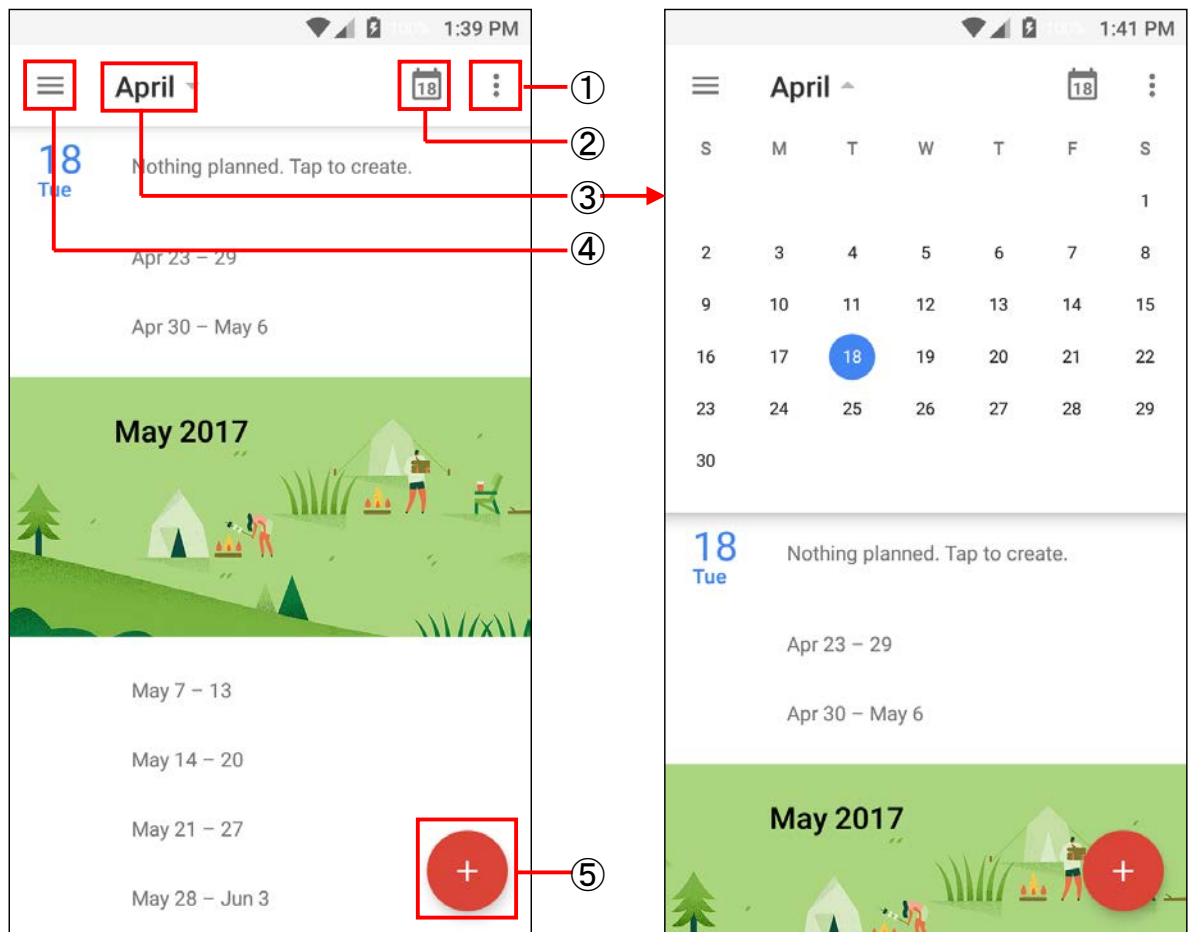 1:39 PM
April
18
①
②
18
Tue
Nothing planned. Tap to create.
③
④
Apr 23 – 29
Apr 30 – May 6
May 2017
May 7 – 13
May 14 – 20
May 21 – 27
+
⑤
May 28 – Jun 3
1:41 PM
April
18
S M T W T F S
1
2 3 4 5 6 7 8
9 10 11 12 13 14 15
16 17 18 19 20 21 22
23 24 25 26 27 28 29
30
18
Tue
Nothing planned. Tap to create.
Apr 23 – 29
Apr 30 – May 6
May 2017
+